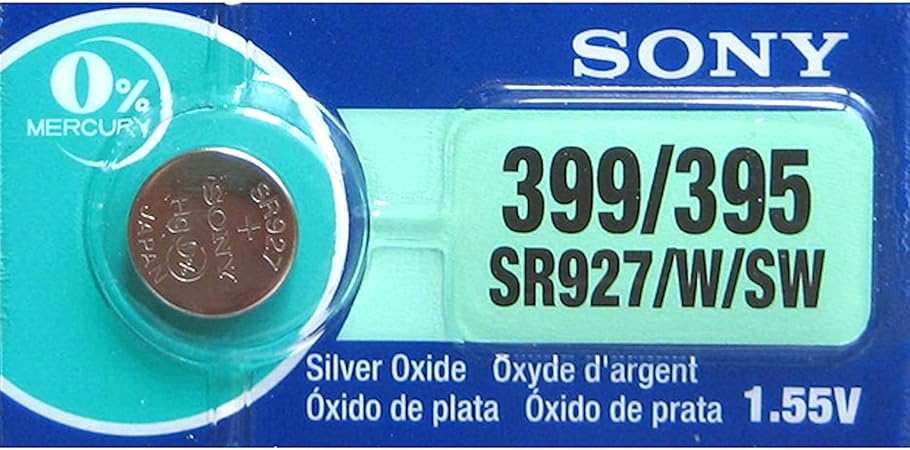 SONY
0%
MERCURY
399/395
SR927/W/SW
SR927
+
SONY
Hg 0%
JAPAN
Silver Oxide Oxyde d'argent
Óxido de plata Óxido de prata 1.55V